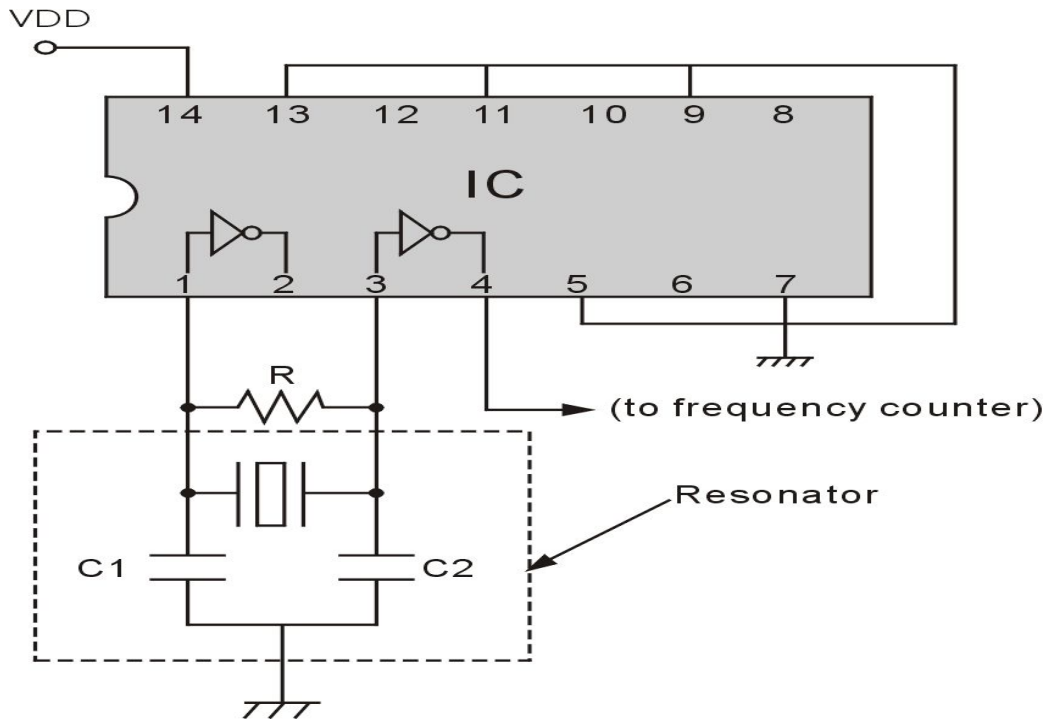 VDD
14 13 12 11 10 9 8
IC
1 2 3 4 5 6 7
R
(to frequency counter)
Resonator
C1 C2